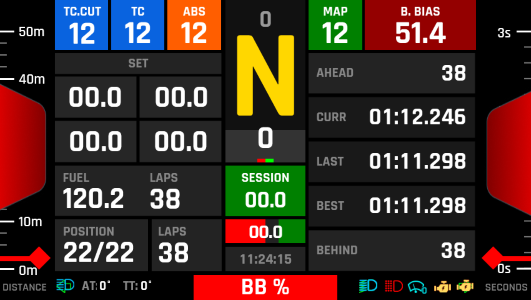 50m
40m
10m
0m
DISTANCE
TC.CUT
12
TC
12
ABS
12
SET
00.0 00.0
00.0 00.0
FUEL
120.2
LAPS
38
POSITION
22/22
LAPS
38
AT: 0° TT: 0°
0
N
0
SESSION
00.0
00.0
11:24:15
BB %
MAP
12
B. BIAS
51.4
AHEAD 38
CURR 01:12.246
LAST 01:11.298
BEST 01:11.298
BEHIND 38
3s
0s
SECONDS